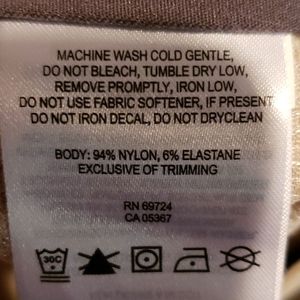 MACHINE WASH COLD GENTLE,
DO NOT BLEACH, TUMBLE DRY LOW,
REMOVE PROMPTLY, IRON LOW,
DO NOT USE FABRIC SOFTENER, IF PRESENT
DO NOT IRON DECAL, DO NOT DRYCLEAN
BODY: 94% NYLON, 6% ELASTANE
EXCLUSIVE OF TRIMMING
RN 69724
CA 05367
30C